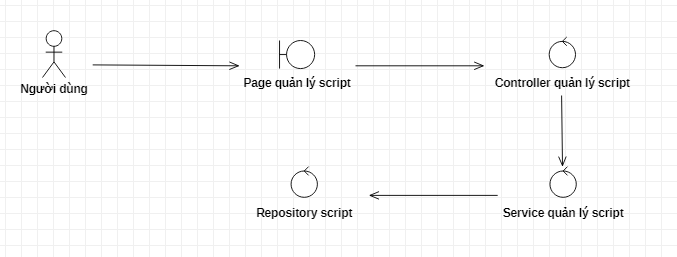 Người dùng
Page quản lý script
Controller quản lý script
Repository script
Service quản lý script